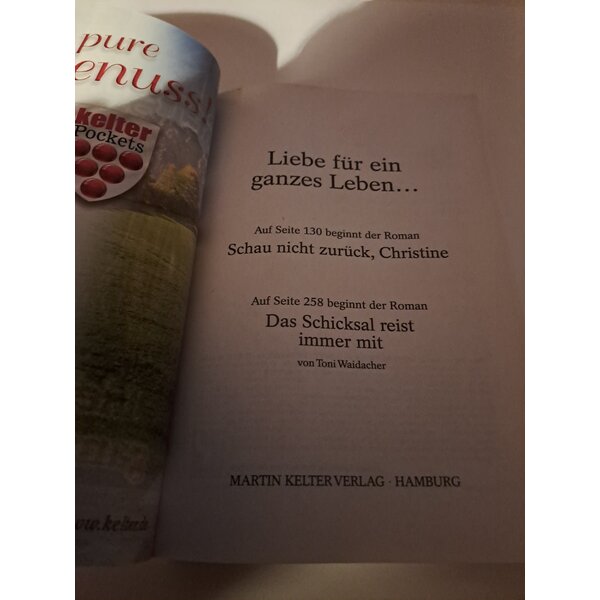 pure
enuss!
kelter
Pockets
Liebe für ein
ganzes Leben...
Auf Seite 130 beginnt der Roman
Schau nicht zurück, Christine
Auf Seite 258 beginnt der Roman
Das Schicksal reist
immer mit
von Toni Waidacher
MARTIN KELTER VERLAG · HAMBURG